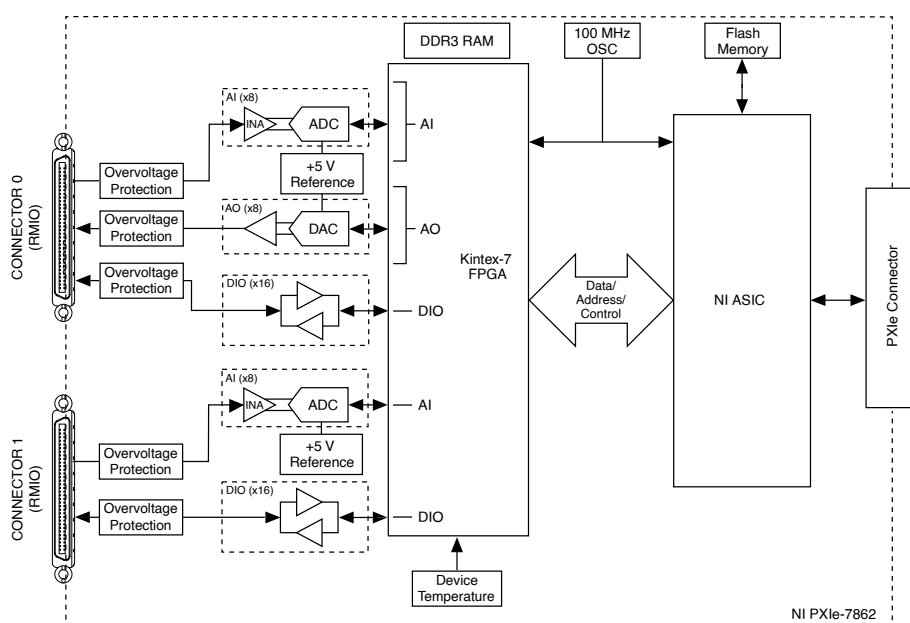 DDR3 RAM
100 MHz
OSC
Flash
Memory
CONNECTOR 0
(RMIO)
Overvoltage
Protection
AI (x8)
INA
ADC
AI
+5 V
Reference
Overvoltage
Protection
AO (x8)
DAC
AO
Overvoltage
Protection
DIO (x16)
DIO
Kintex-7
FPGA
Data/
Address/
Control
NI ASIC
PXIe Connector
CONNECTOR 1
(RMIO)
Overvoltage
Protection
AI (x8)
INA
ADC
AI
+5 V
Reference
Overvoltage
Protection
DIO (x16)
DIO
Device
Temperature
NI PXIe-7862